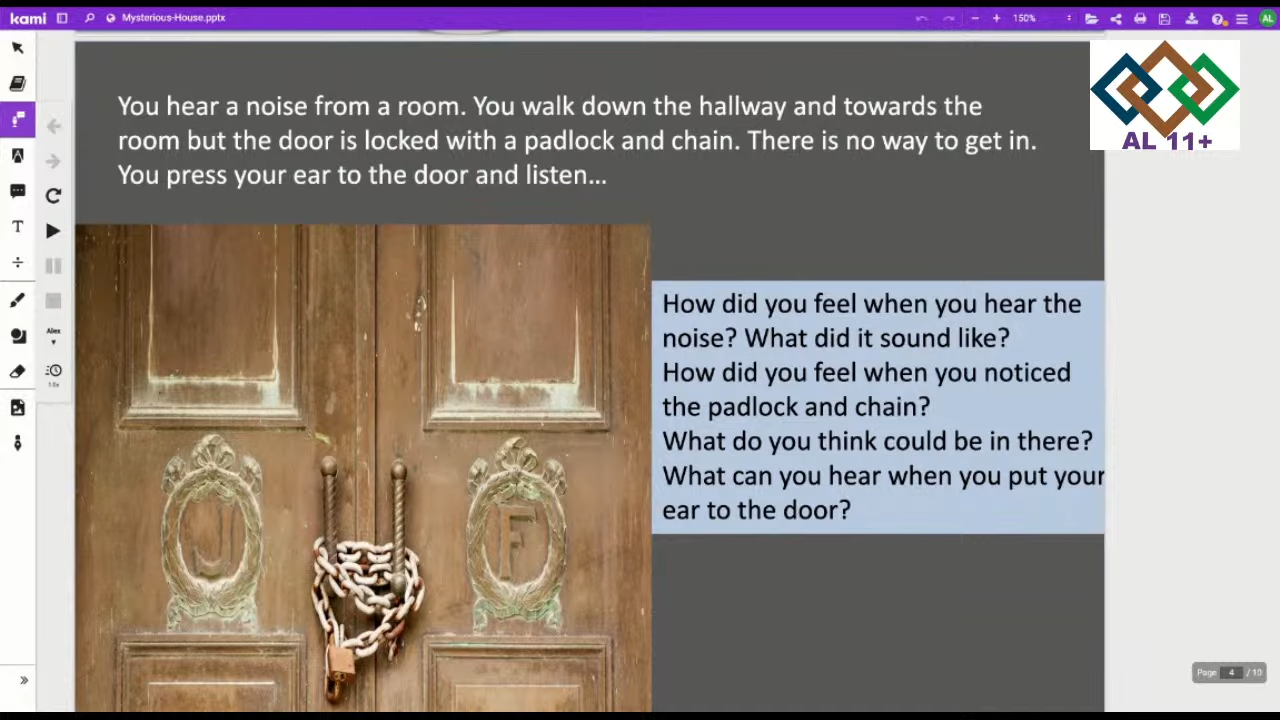 kami
Mysterious-House.pptx
150%
AL
AL 11+
You hear a noise from a room. You walk down the hallway and towards the
room but the door is locked with a padlock and chain. There is no way to get in.
You press your ear to the door and listen…
How did you feel when you hear the
noise? What did it sound like?
How did you feel when you noticed
the padlock and chain?
What do you think could be in there?
What can you hear when you put your
ear to the door?
J F
Alex
1.0x
Page 4 / 10